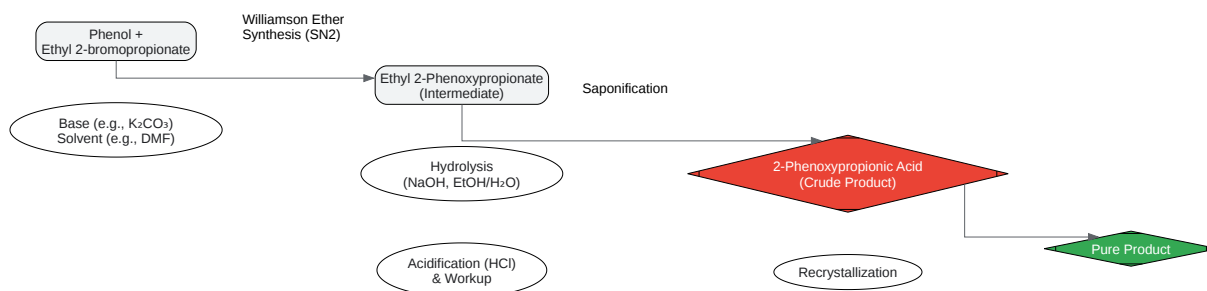 Phenol +
Ethyl 2-bromopropionate
Williamson Ether
Synthesis (SN2)
Base (e.g., K₂CO₃)
Solvent (e.g., DMF)
Ethyl 2-Phenoxypropionate
(Intermediate)
Saponification
Hydrolysis
(NaOH, EtOH/H₂O)
2-Phenoxypropionic Acid
(Crude Product)
Acidification (HCl)
& Workup
Recrystallization
Pure Product